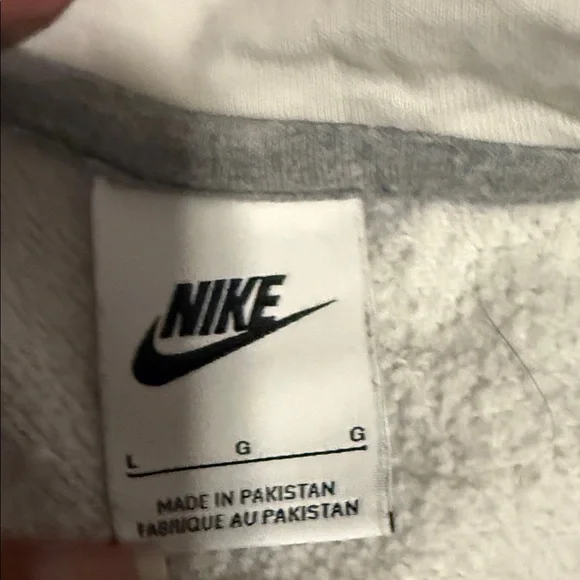 NIKE
L G G
MADE IN PAKISTAN
FABRIQUE AU PAKISTAN